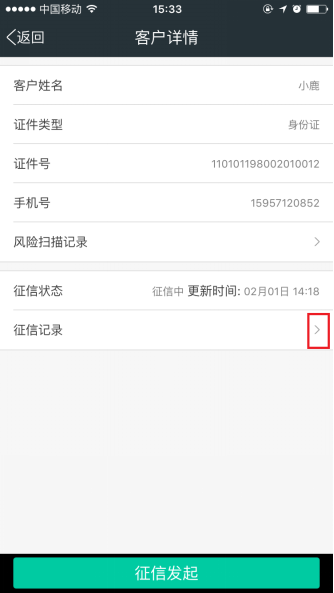 中国移动 15:33
返回 客户详情
客户姓名 小鹿
证件类型 身份证
证件号 110101198002010012
手机号 15957120852
风险扫描记录
征信状态 征信中 更新时间: 02月01日 14:18
征信记录
征信发起